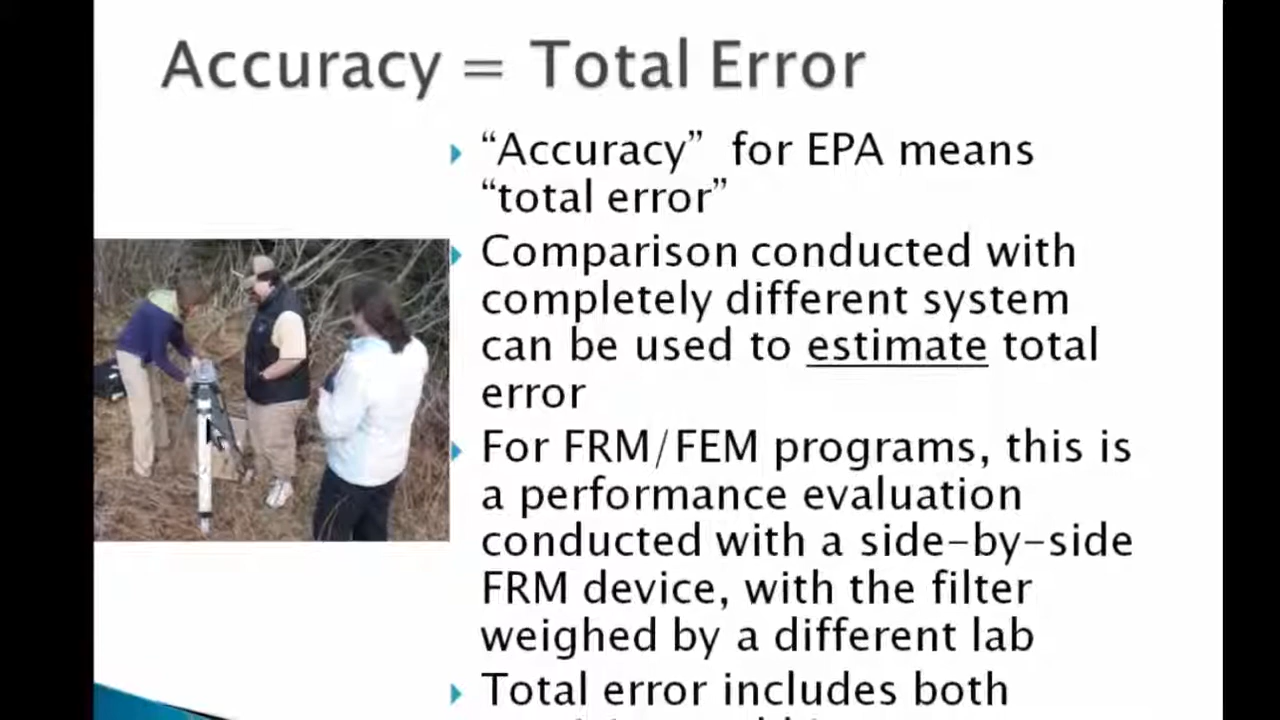 Accuracy = Total Error
“Accuracy” for EPA means
“total error”
Comparison conducted with
completely different system
can be used to estimate total
error
For FRM/FEM programs, this is
a performance evaluation
conducted with a side-by-side
FRM device, with the filter
weighed by a different lab
Total error includes both